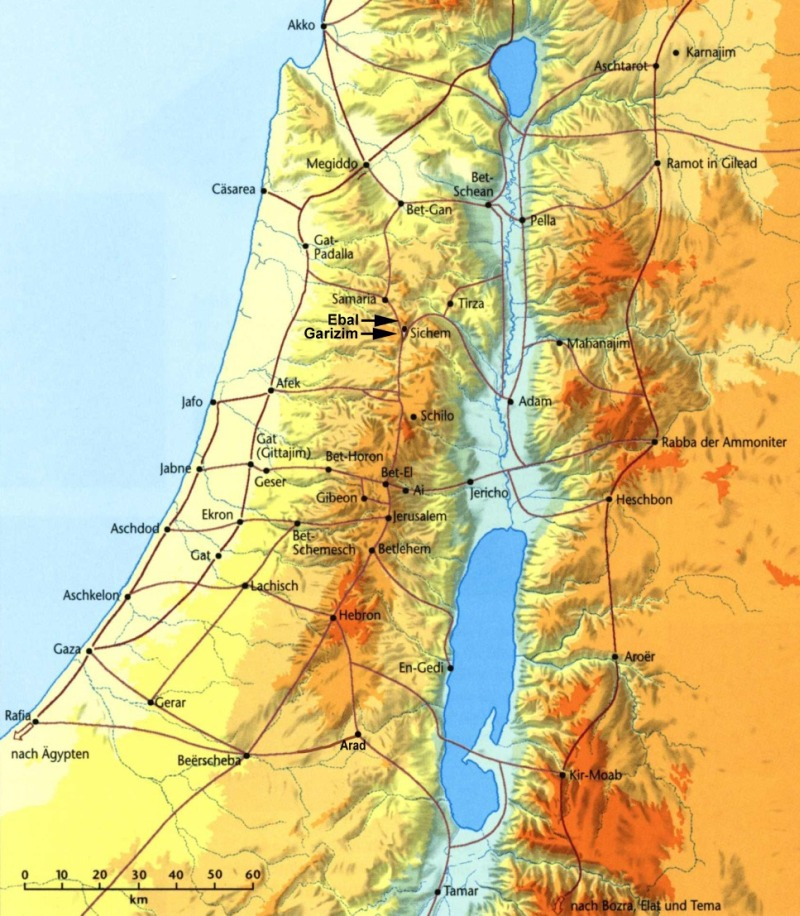 Akko
Karnajim
Aschtarot
Megiddo
Ramot in Gilead
Bet-
Schean
Cäsarea
Bet-Gan
Pella
Gat-
Padalla
Samaria
Tirza
Ebal
Garizim
Sichem
Mahanajim
Afek
Jafo
Adam
Schilo
Gat
(Gittajim)
Bet-Horon
Rabba der Ammoniter
Jabne
Geser
Bet-El
Ai
Jericho
Gibeon
Heschbon
Ekron
Jerusalem
Aschdod
Bet-
Schemesch
Betlehem
Gat
Lachisch
Aschkelon
Hebron
Gaza
Aroër
En-Gedi
Gerar
Rafia
nach Ägypten
Arad
Beërscheba
Kir-Moab
0 10 20 30 40 50 60
km
Tamar
nach Bozra, Elat und Tema